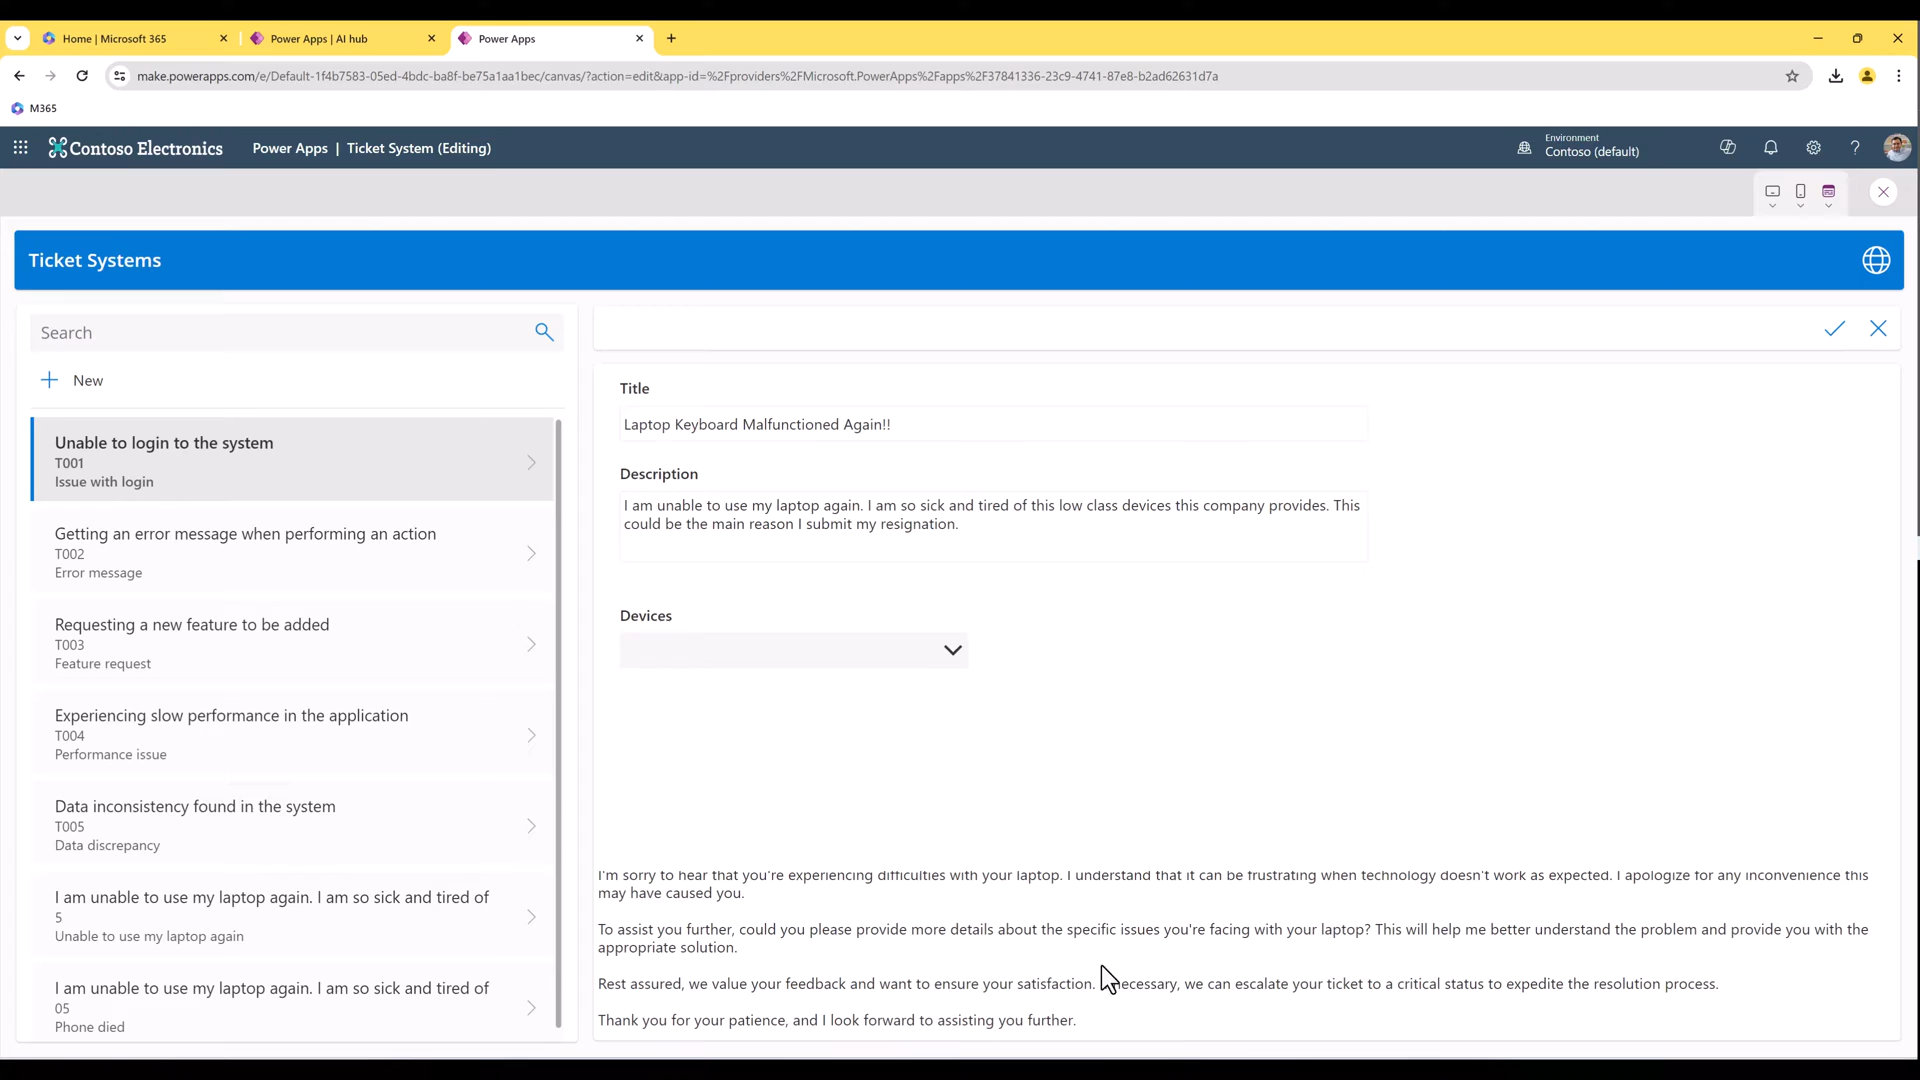 Home | Microsoft 365
Power Apps | AI hub
Power Apps
make.powerapps.com/e/Default-1f4b7583-05ed-4bdc-ba8f-be75a1aa1bec/canvas/?action=edit&app-id=%2Fproviders%2FMicrosoft.PowerApps%2Fapps%2F37841336-23c9-4741-87e8-b2ad62631d7a
M365
Contoso Electronics
Power Apps | Ticket System (Editing)
Environment
Contoso (default)
Ticket Systems
Search
New
Unable to login to the system
T001
Issue with login
Getting an error message when performing an action
T002
Error message
Requesting a new feature to be added
T003
Feature request
Experiencing slow performance in the application
T004
Performance issue
Data inconsistency found in the system
T005
Data discrepancy
I am unable to use my laptop again. I am so sick and tired of
5
Unable to use my laptop again
I am unable to use my laptop again. I am so sick and tired of
05
Phone died
Title
Laptop Keyboard Malfunctioned Again!!
Description
I am unable to use my laptop again. I am so sick and tired of this low class devices this company provides. This
could be the main reason I submit my resignation.
Devices
I'm sorry to hear that you're experiencing difficulties with your laptop. I understand that it can be frustrating when technology doesn't work as expected. I apologize for any inconvenience this
may have caused you.
To assist you further, could you please provide more details about the specific issues you're facing with your laptop? This will help me better understand the problem and provide you with the
appropriate solution.
Rest assured, we value your feedback and want to ensure your satisfaction. necessary, we can escalate your ticket to a critical status to expedite the resolution process.
Thank you for your patience, and I look forward to assisting you further.